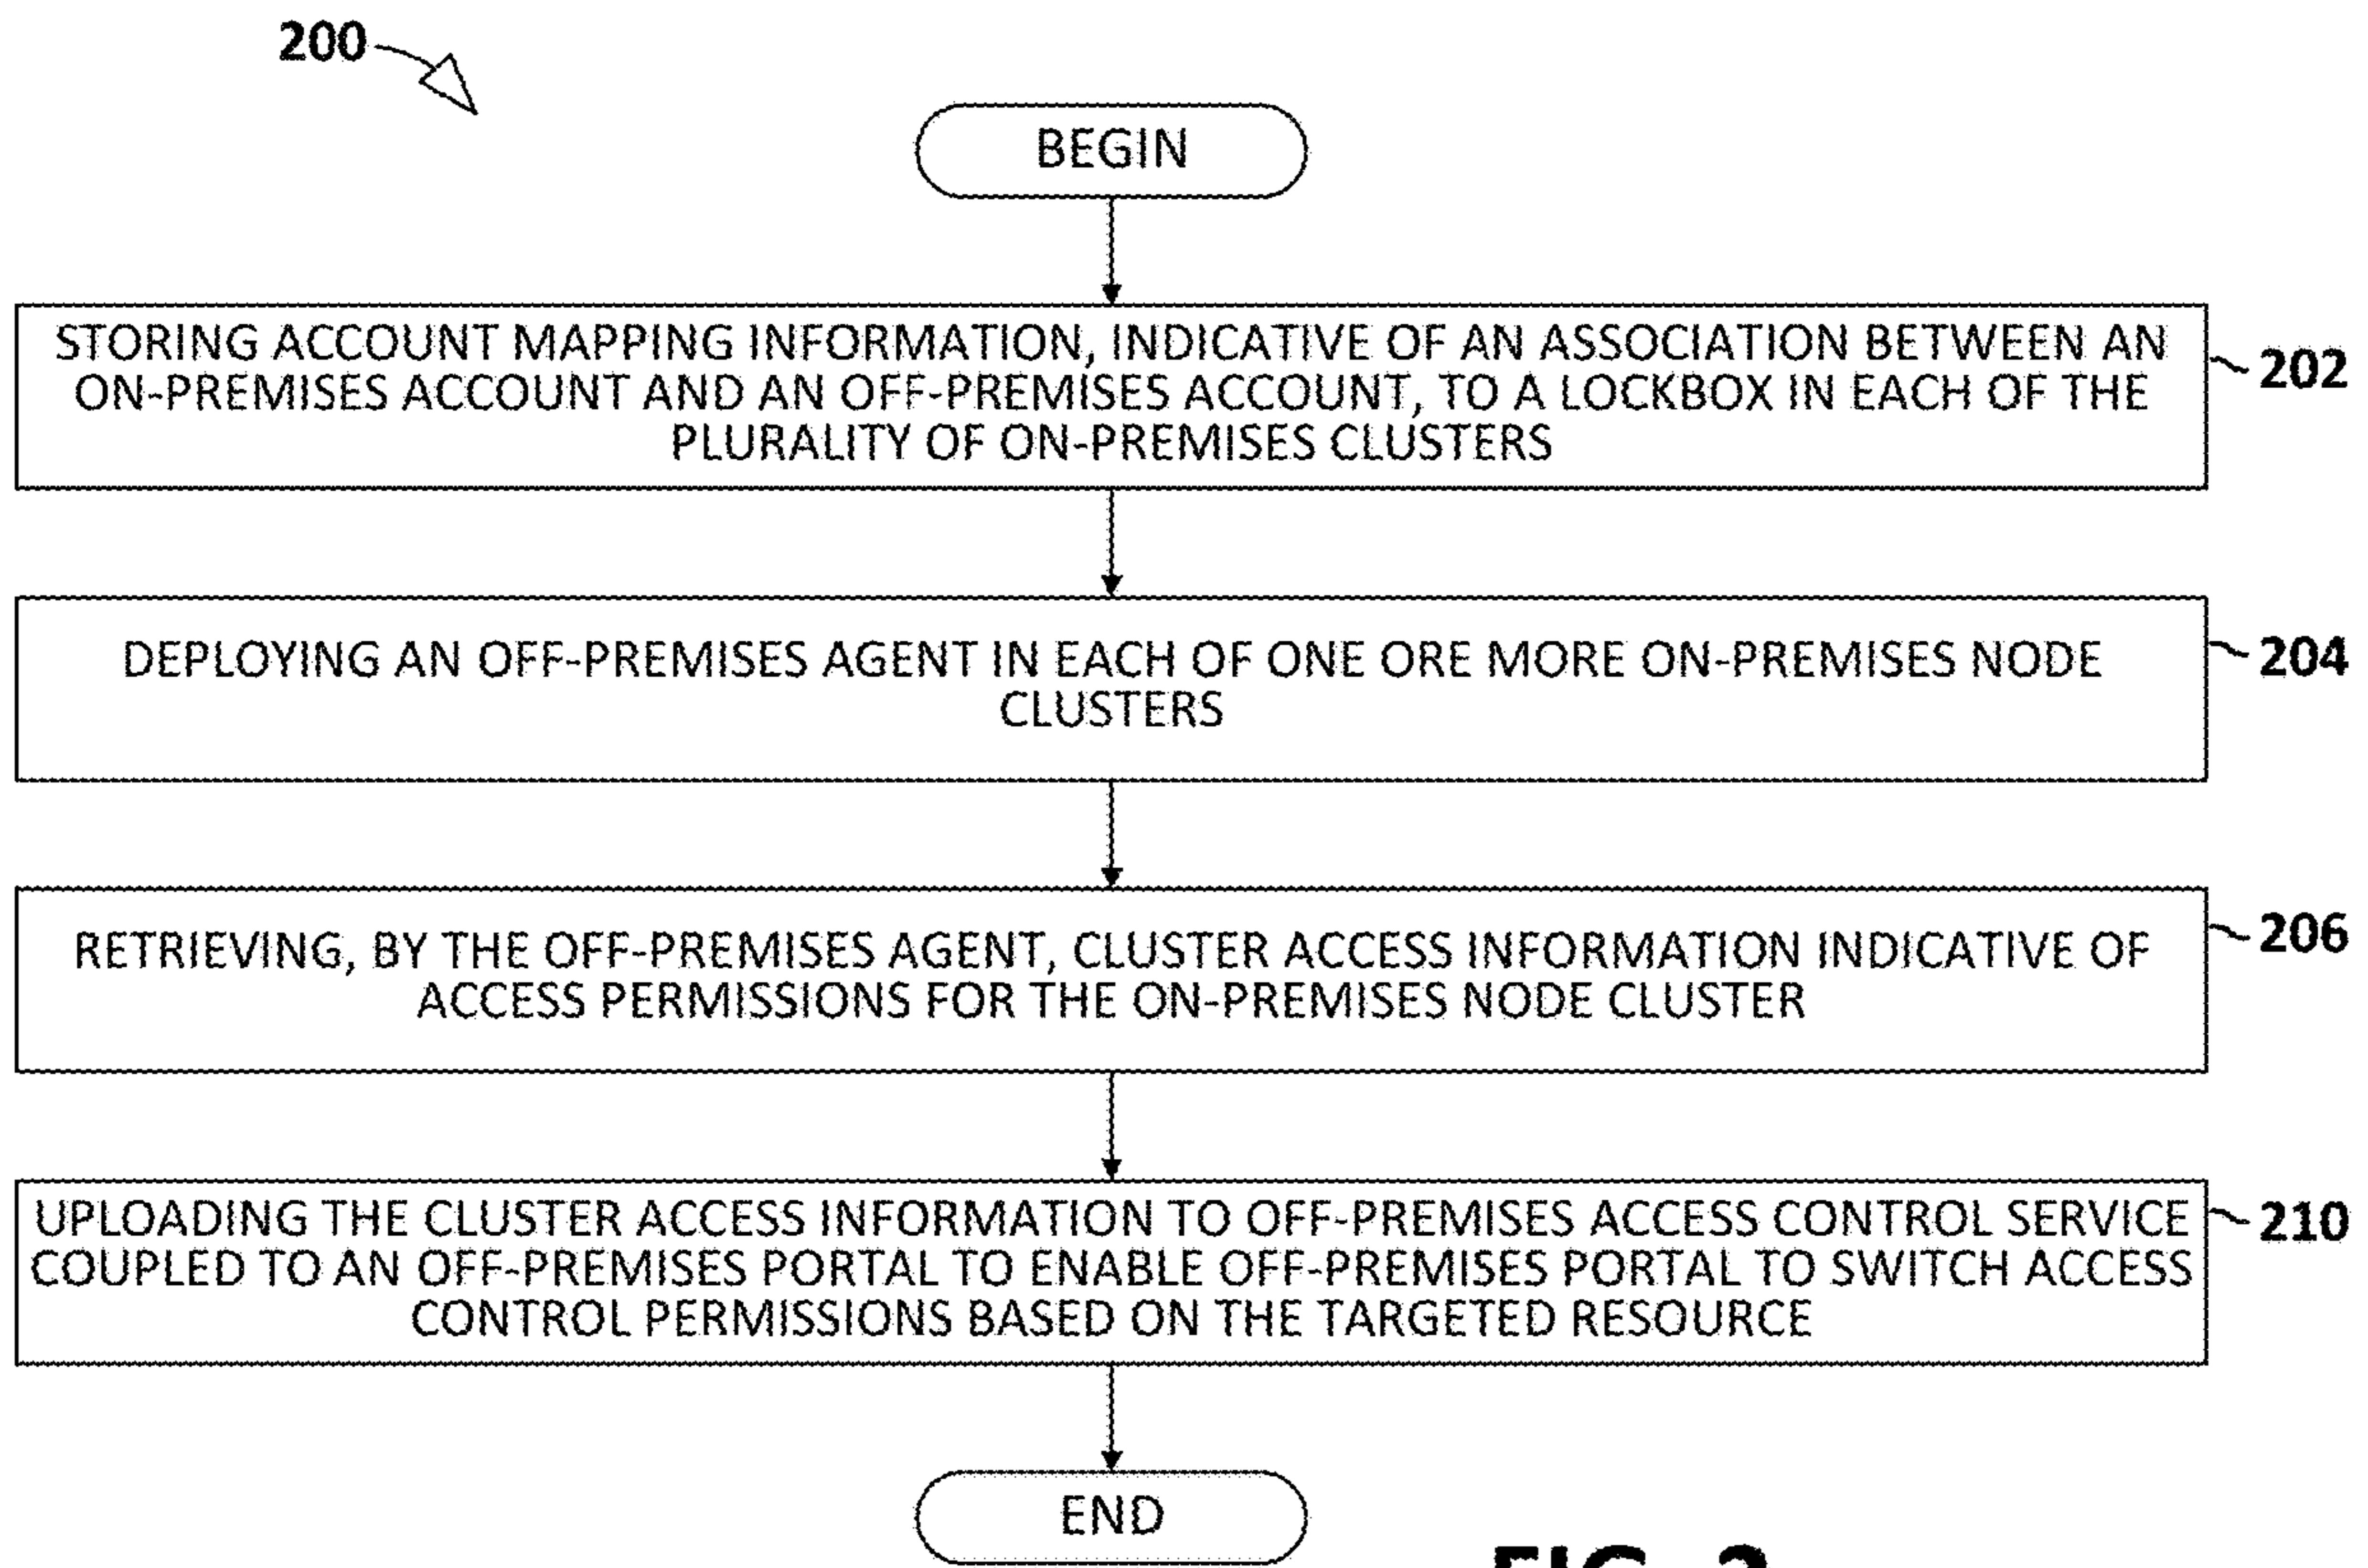 200
BEGIN
STORING ACCOUNT MAPPING INFORMATION, INDICATIVE OF AN ASSOCIATION BETWEEN AN
ON-PREMISES ACCOUNT AND AN OFF-PREMISES ACCOUNT, TO A LOCKBOX IN EACH OF THE
PLURALITY OF ON-PREMISES CLUSTERS
202
DEPLOYING AN OFF-PREMISES AGENT IN EACH OF ONE ORE MORE ON-PREMISES NODE
CLUSTERS
204
RETRIEVING, BY THE OFF-PREMISES AGENT, CLUSTER ACCESS INFORMATION INDICATIVE OF
ACCESS PERMISSIONS FOR THE ON-PREMISES NODE CLUSTER
206
UPLOADING THE CLUSTER ACCESS INFORMATION TO OFF-PREMISES ACCESS CONTROL SERVICE
COUPLED TO AN OFF-PREMISES PORTAL TO ENABLE OFF-PREMISES PORTAL TO SWITCH ACCESS
CONTROL PERMISSIONS BASED ON THE TARGETED RESOURCE
210
END
FIG.